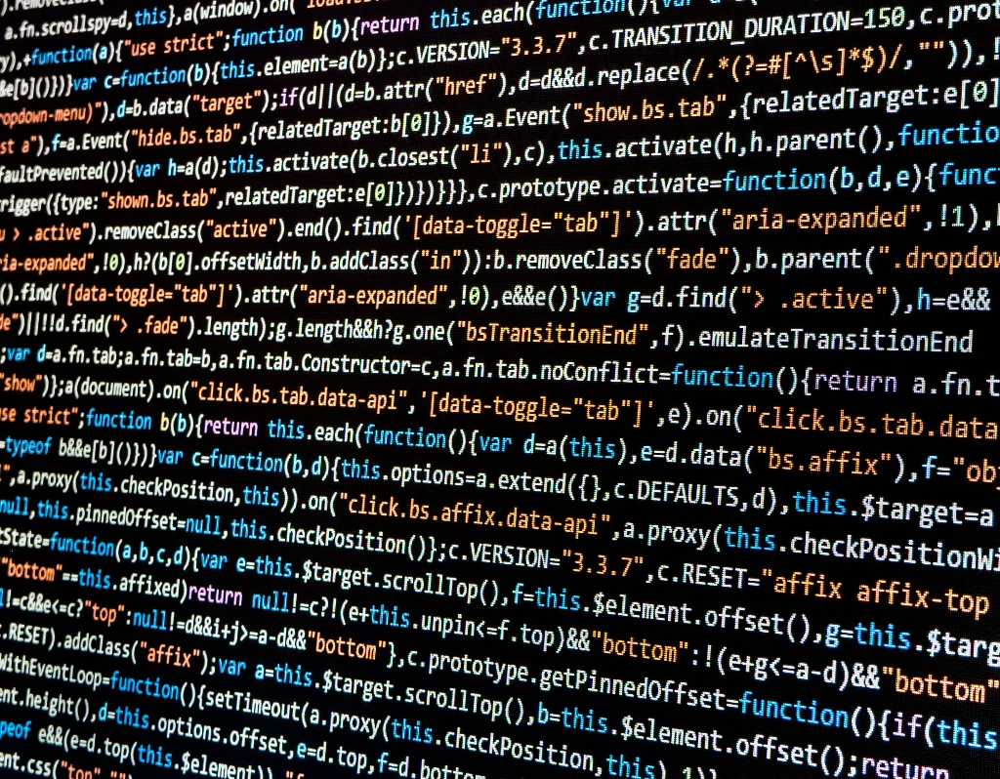 a.fn.scrollspy=d,this},a(window).on(
y),+function(a){"use strict";function b(b){return this.each(function(){
&e[b]()})}var c=function(b){this.element=a(b)};c.VERSION="3.3.7",c.TRANSITION_DURATION=150,c.prot
ropdown-menu)"),d=b.data("target");if(d||(d=b.attr("href"),d=d&&d.replace(/.*(?=#[^\s]*$)/,"")),!
st a"),f=a.Event("hide.bs.tab",{relatedTarget:b[0]}),g=a.Event("show.bs.tab",{relatedTarget:e[0]
faultPrevented()){var h=a(d);this.activate(b.closest("li"),c),this.activate(h,h.parent(),functio
rigger({type:"shown.bs.tab",relatedTarget:e[0]})})}}},c.prototype.activate=function(b,d,e){func
> .active").removeClass("active").end().find('[data-toggle="tab"]').attr("aria-expanded",!1),
ia-expanded",!0),h?(b[0].offsetWidth,b.addClass("in")):b.removeClass("fade"),b.parent(".dropdow
().find('[data-toggle="tab"]').attr("aria-expanded",!0),e&&e()}var g=d.find("> .active"),h=e&&
de")||!!d.find("> .fade").length);g.length&&h?g.one("bsTransitionEnd",f).emulateTransitionEnd
;var d=a.fn.tab;a.fn.tab=b,a.fn.tab.Constructor=c,a.fn.tab.noConflict=function(){return a.fn.t
"show")};a(document).on("click.bs.tab.data-api",'[data-toggle="tab"]',e).on("click.bs.tab.data
use strict";function b(b){return this.each(function(){var d=a(this),e=d.data("bs.affix"),f="ob
=typeof b&&e[b]()})}var c=function(b,d){this.options=a.extend({},c.DEFAULTS,d),this.$target=a
",a.proxy(this.checkPosition,this)).on("click.bs.affix.data-api",a.proxy(this.checkPositionWi
null,this.pinnedOffset=null,this.checkPosition()};c.VERSION="3.3.7",c.RESET="affix affix-top
tState=function(a,b,c,d){var e=this.$target.scrollTop(),f=this.$element.offset(),g=this.$targ
"bottom"==this.affixed)return null!=c?!(e+this.unpin<=f.top)&&"bottom":!(e+g<=a-d)&&"bottom"
l!=c&&e<=c?"top":null!=d&&i+j>=a-d&&"bottom"},c.prototype.getPinnedOffset=function(){if(this
.RESET).addClass("affix");var a=this.$target.scrollTop(),b=this.$element.offset();return
WithEventLoop=function(){setTimeout(a.proxy(this.checkPosition,this),1)}
ent.height(),d=this.options.offset,e=d.top,f=d.bottom
peof e&&(e=d.top(this.$element)),"f
ent.css("top",""